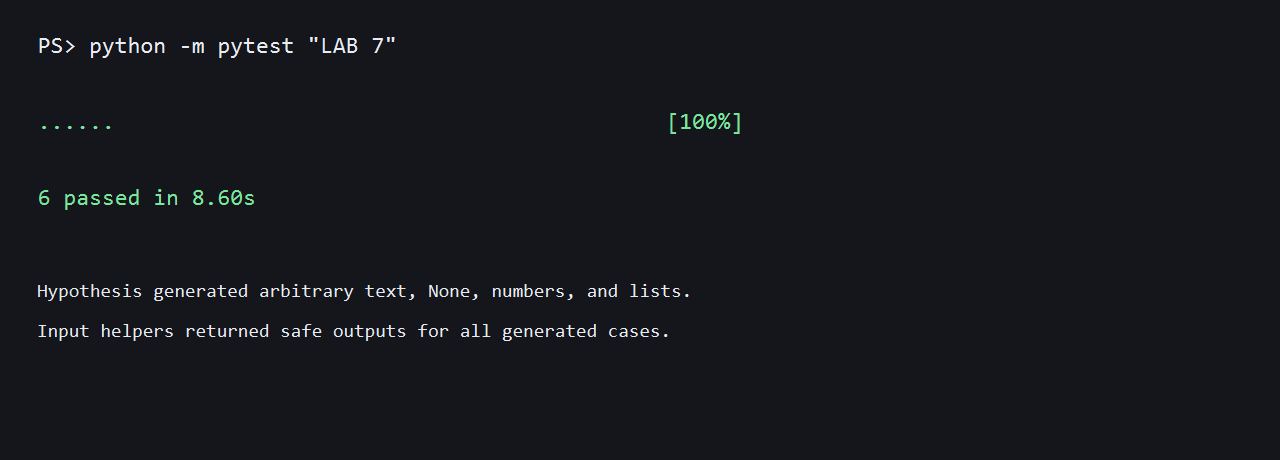 PS> python -m pytest "LAB 7"
...... [100%]
6 passed in 8.60s
Hypothesis generated arbitrary text, None, numbers, and lists.
Input helpers returned safe outputs for all generated cases.